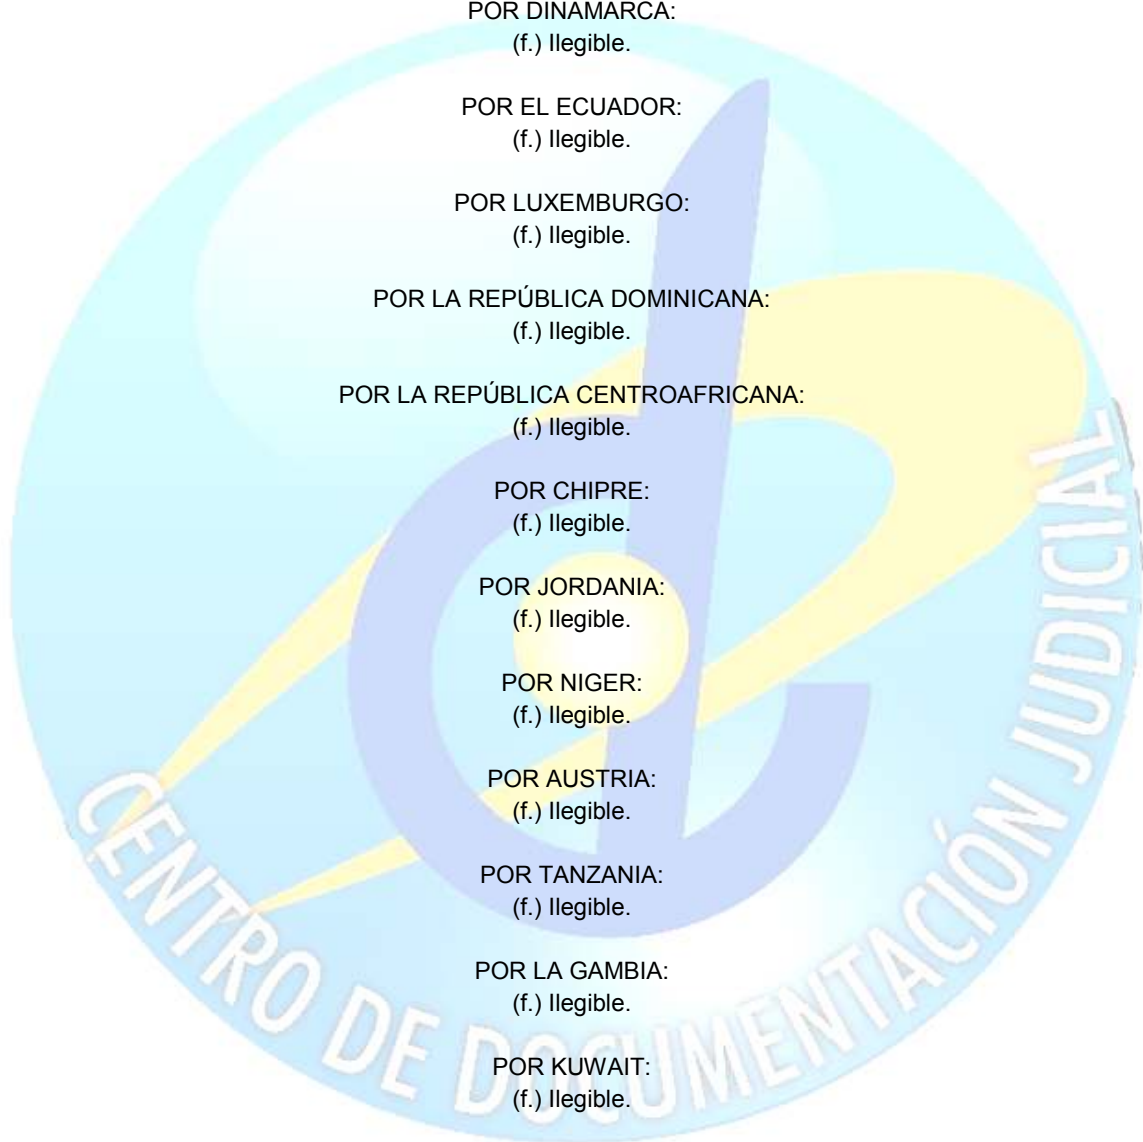 POR DINAMARCA:
(f.) Ilegible.
POR EL ECUADOR:
(f.) Ilegible.
POR LUXEMBURGO:
(f.) Ilegible.
POR LA REPÚBLICA DOMINICANA:
(f.) Ilegible.
POR LA REPÚBLICA CENTROAFRICANA:
(f.) Ilegible.
POR CHIPRE:
(f.) Ilegible.
POR JORDANIA:
(f.) Ilegible.
POR NIGER:
(f.) Ilegible.
POR AUSTRIA:
(f.) Ilegible.
POR TANZANIA:
(f.) Ilegible.
POR LA GAMBIA:
(f.) Ilegible.
POR KUWAIT:
(f.) Ilegible.
CENTRO DE DOCUMENTACIÓN JUDICIAL